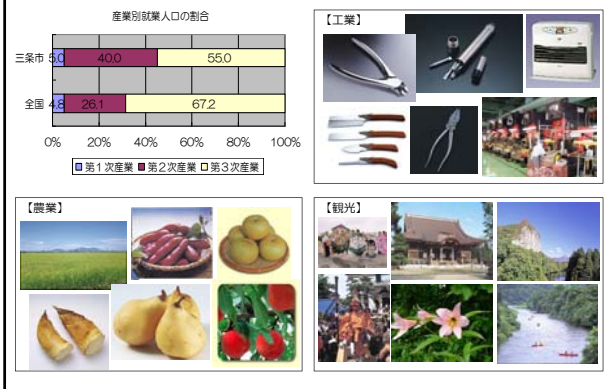 産業別就業人口の割合
三条市 5.0 40.0 55.0
全国 4.8 26.1 67.2
0% 20% 40% 60% 80% 100%
第1次産業 第2次産業 第3次産業
【工業】
【農業】
【観光】